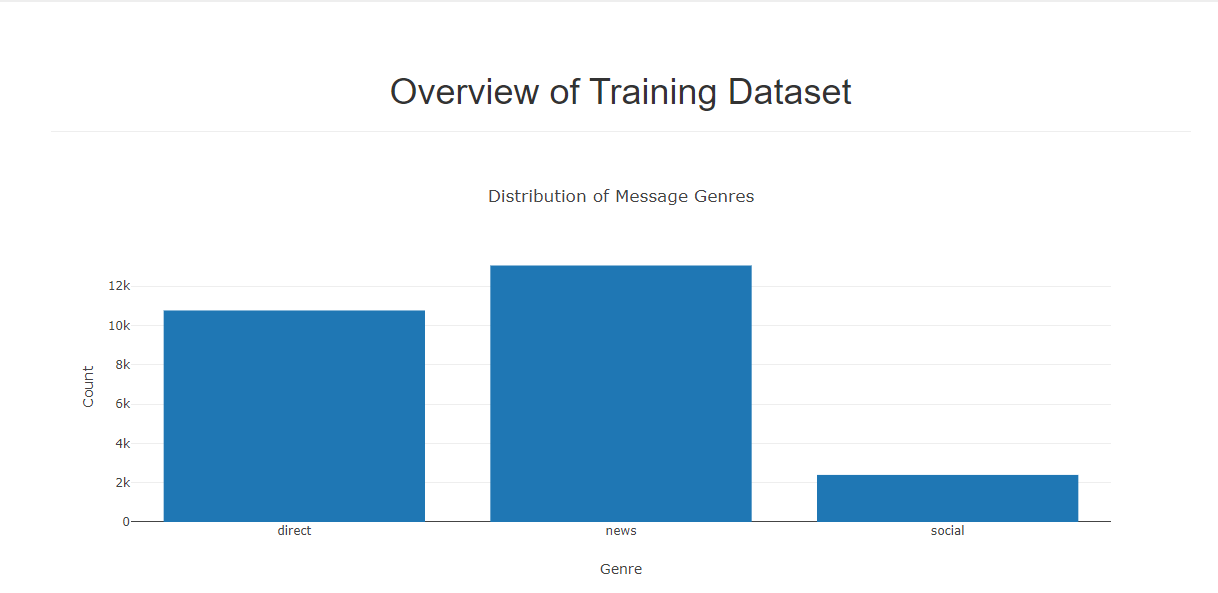 Overview of Training Dataset
Distribution of Message Genres
12k
10k
8k
6k
4k
2k
0
Count
direct news social
Genre